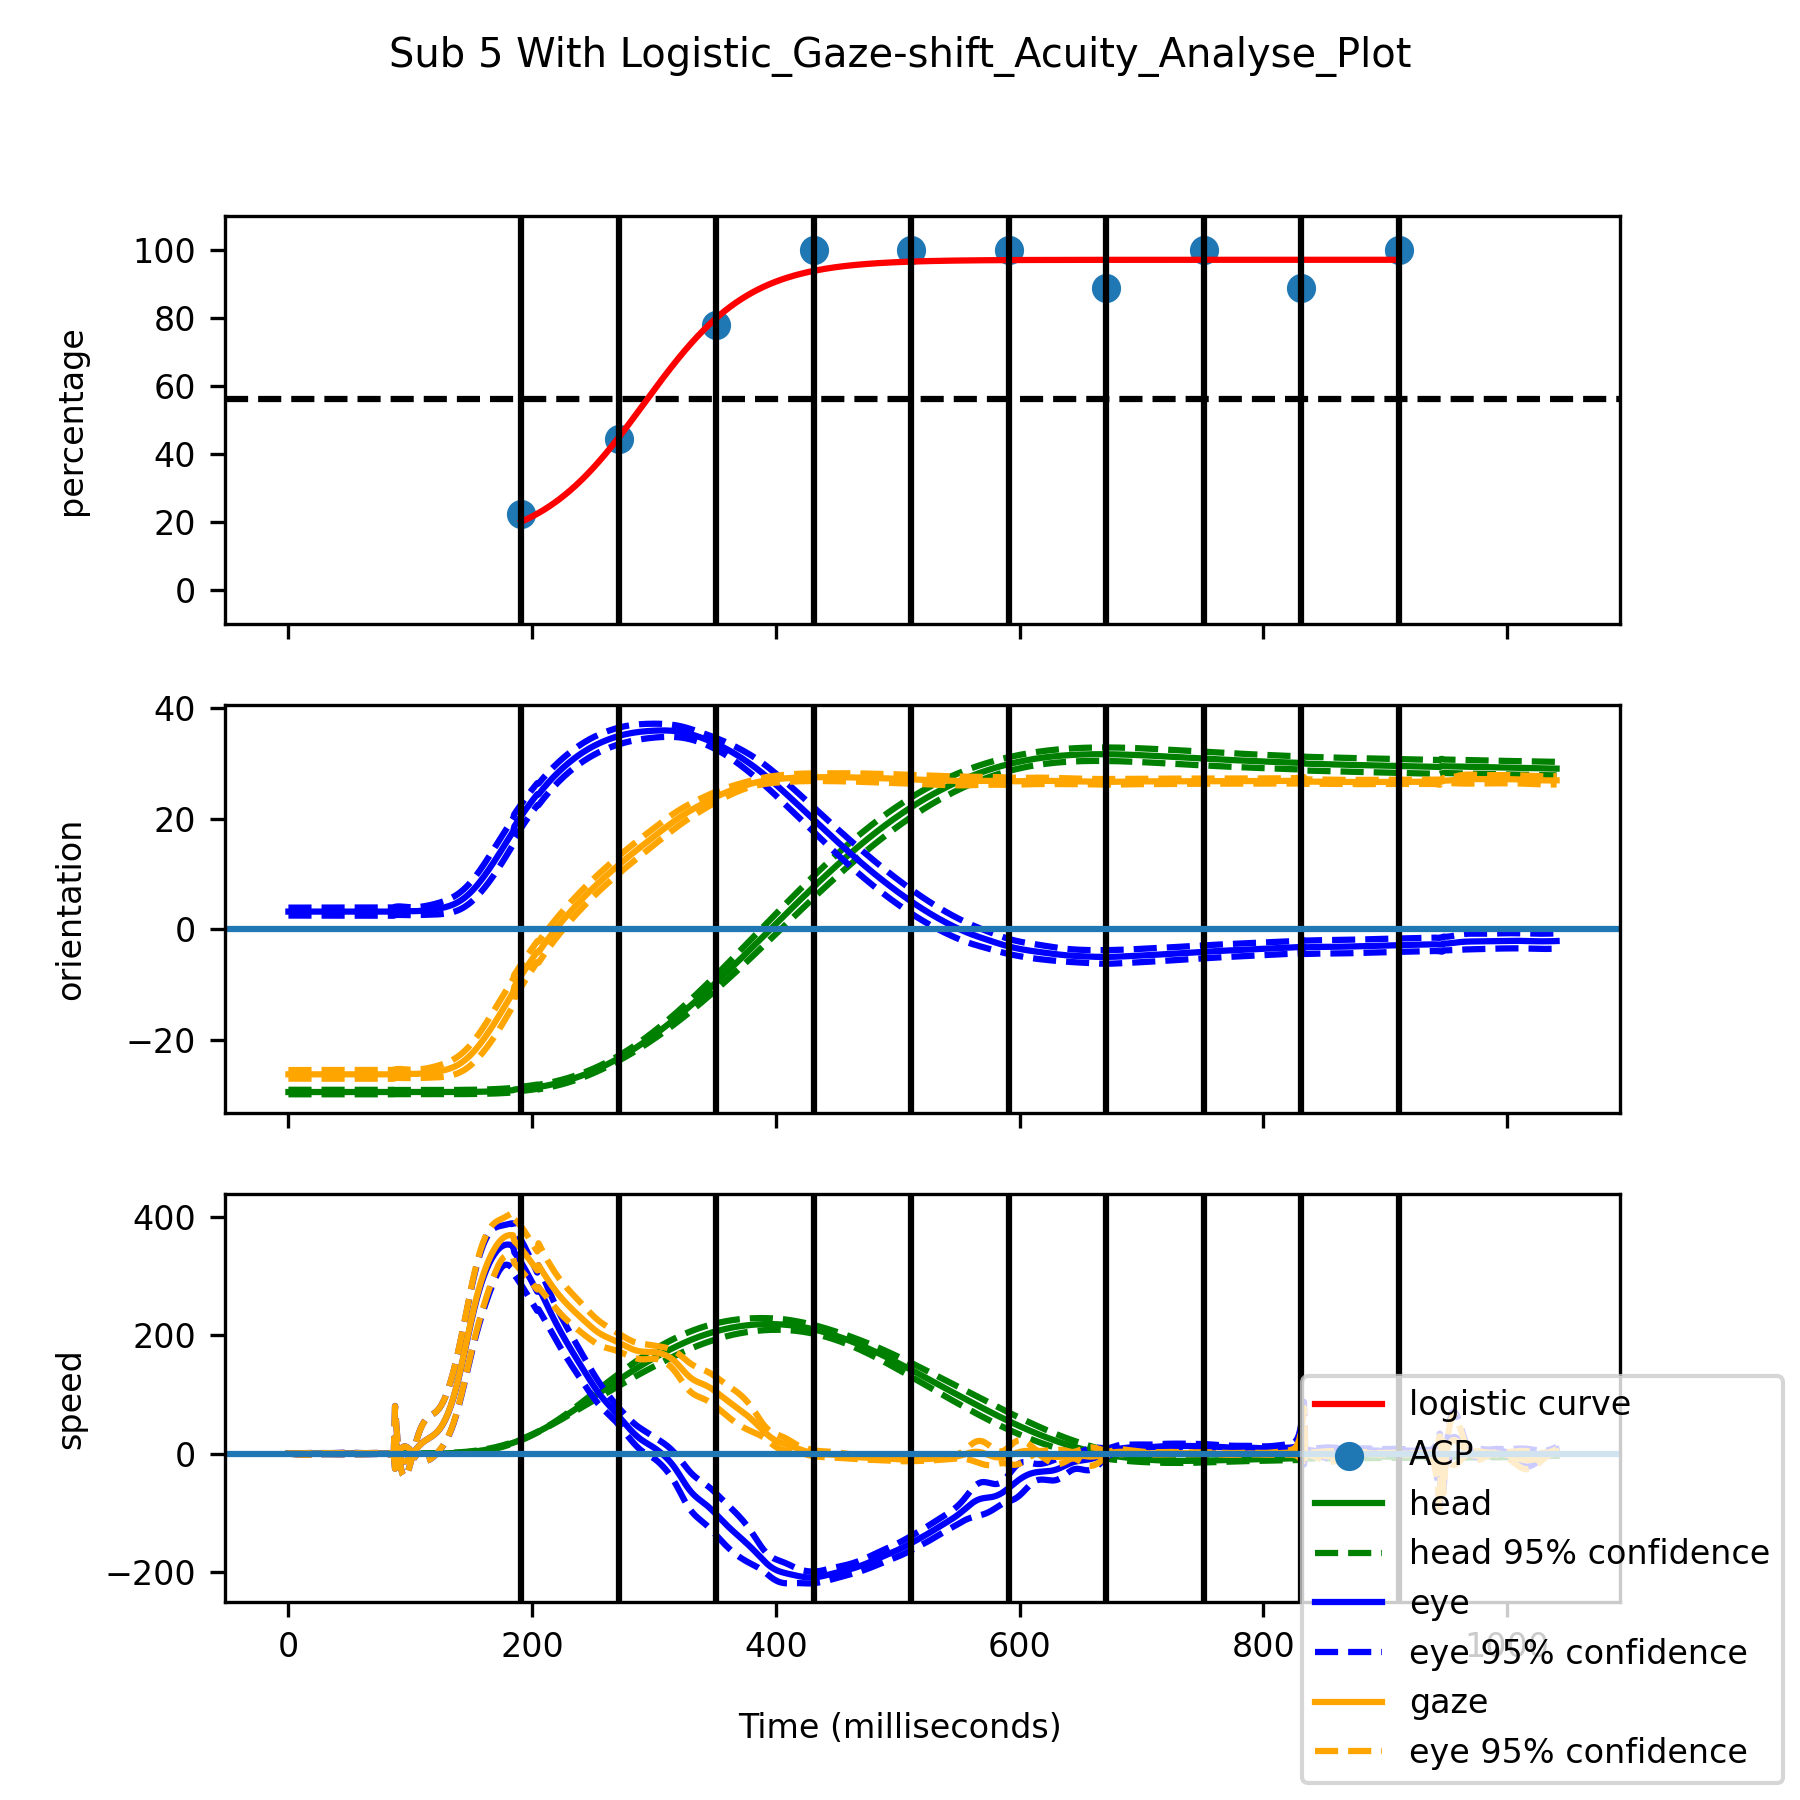 Sub 5 With Logistic_Gaze-shift_Acuity_Analyse_Plot
100
80
60
40
20
0
percentage
40
20
0
−20
orientation
400
200
0
−200
speed
0 200 400 600 800 1000
Time (milliseconds)
logistic curve
ACP
head
head 95% confidence
eye
eye 95% confidence
gaze
eye 95% confidence